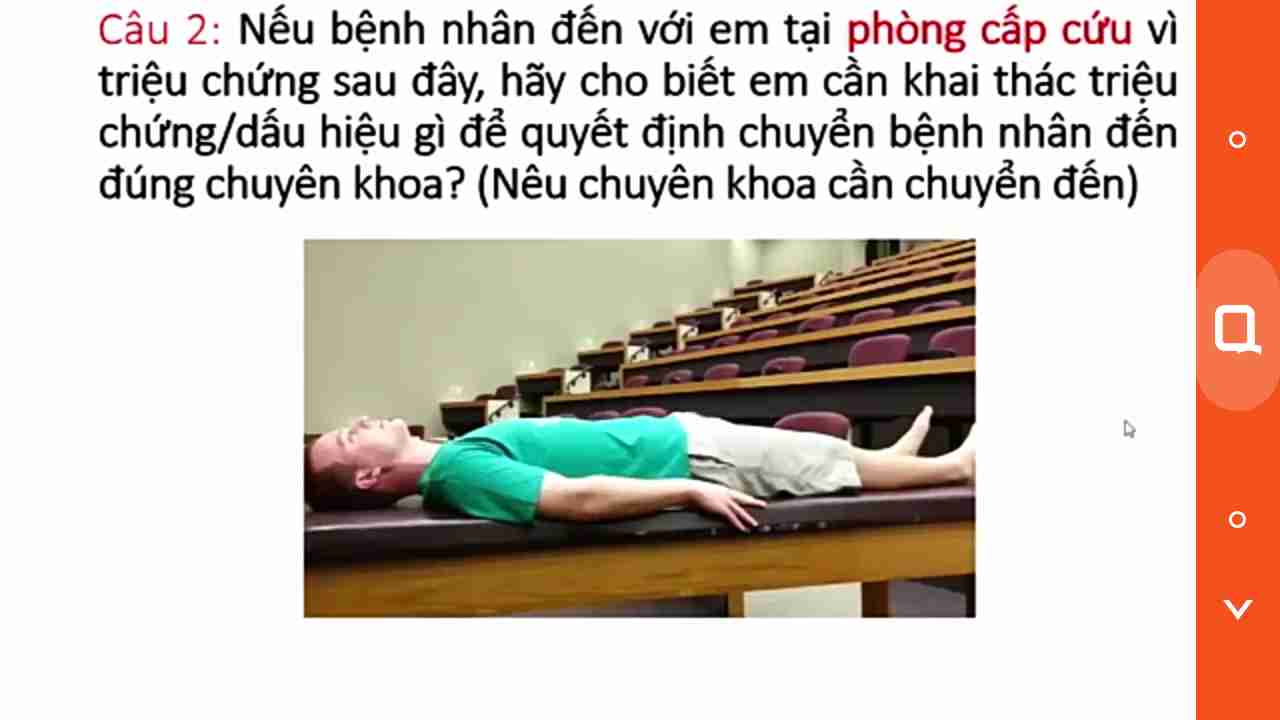 Câu 2: Nếu bệnh nhân đến với em tại phòng cấp cứu vì
triệu chứng sau đây, hãy cho biết em cần khai thác triệu
chứng/dấu hiệu gì để quyết định chuyển bệnh nhân đến
đúng chuyên khoa? (Nêu chuyên khoa cần chuyển đến)